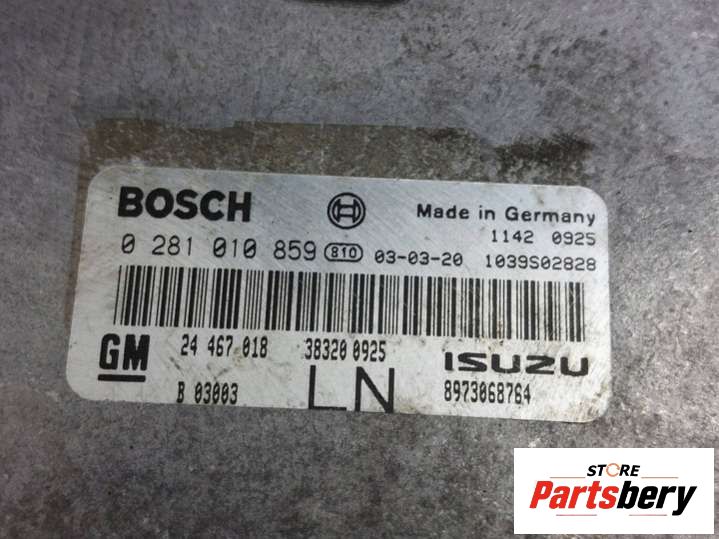 BOSCH Made in Germany
1142 0925
0 281 010 859 810 03-03-20 1039S02828
GM 24 467 018 38320 0925 ISUZU
B 03003 LN 8973068764
STORE
Partsbery